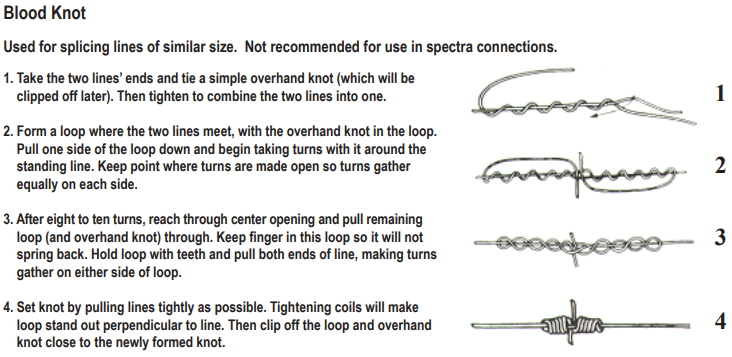 Blood Knot
Used for splicing lines of similar size.  Not recommended for use in spectra connections.
1. Take the two lines' ends and tie a simple overhand knot (which will be
clipped off later). Then tighten to combine the two lines into one.
1
2. Form a loop where the two lines meet, with the overhand knot in the loop.
Pull one side of the loop down and begin taking turns with it around the
standing line. Keep point where turns are made open so turns gather
equally on each side.
2
3. After eight to ten turns, reach through center opening and pull remaining
loop (and overhand knot) through. Keep finger in this loop so it will not
spring back. Hold loop with teeth and pull both ends of line, making turns
gather on either side of loop.
3
4. Set knot by pulling lines tightly as possible. Tightening coils will make
loop stand out perpendicular to line. Then clip off the loop and overhand
knot close to the newly formed knot.
4